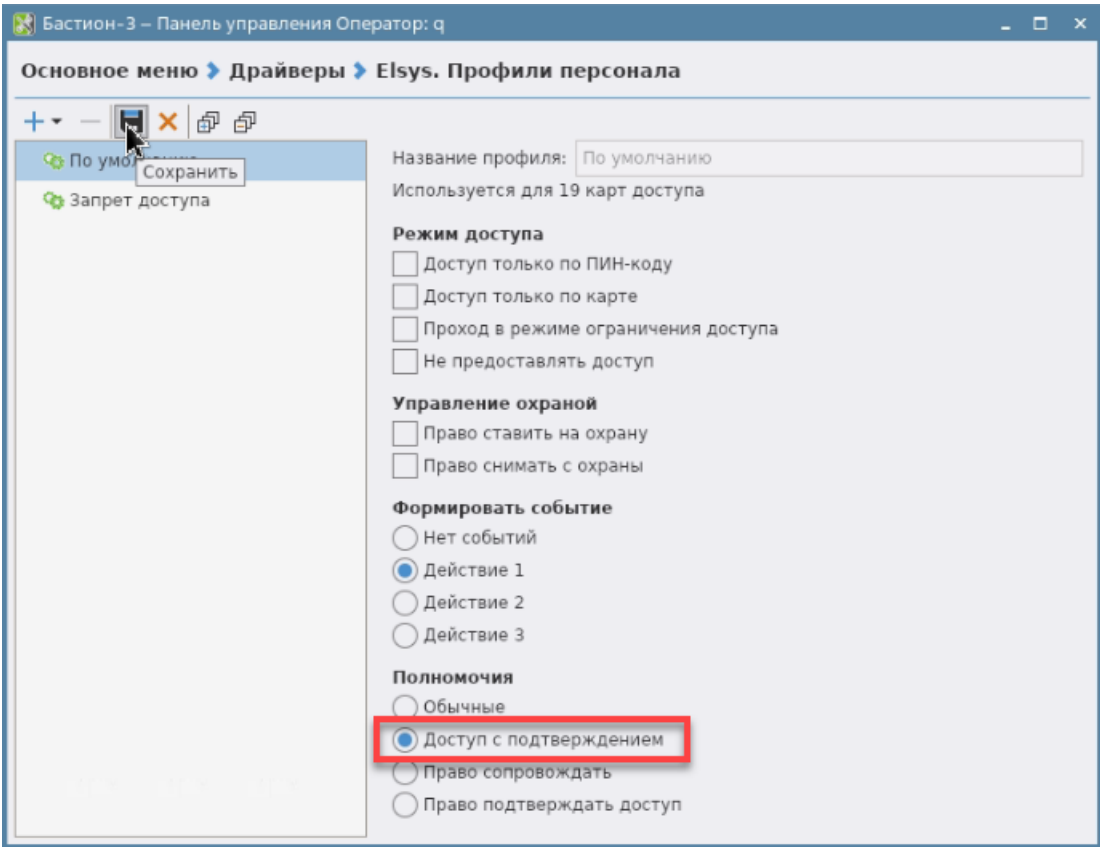 Бастион-3 – Панель управления Оператор: q
Основное меню Драйверы Elsys. Профили персонала
По умо
Сохранить
Запрет доступа
Название профиля: По умолчанию
Используется для 19 карт доступа
Режим доступа
Доступ только по ПИН-коду
Доступ только по карте
Проход в режиме ограничения доступа
Не предоставлять доступ
Управление охраной
Право ставить на охрану
Право снимать с охраны
Формировать событие
Нет событий
Действие 1
Действие 2
Действие 3
Полномочия
Обычные
Доступ с подтверждением
Право сопровождать
Право подтверждать доступ